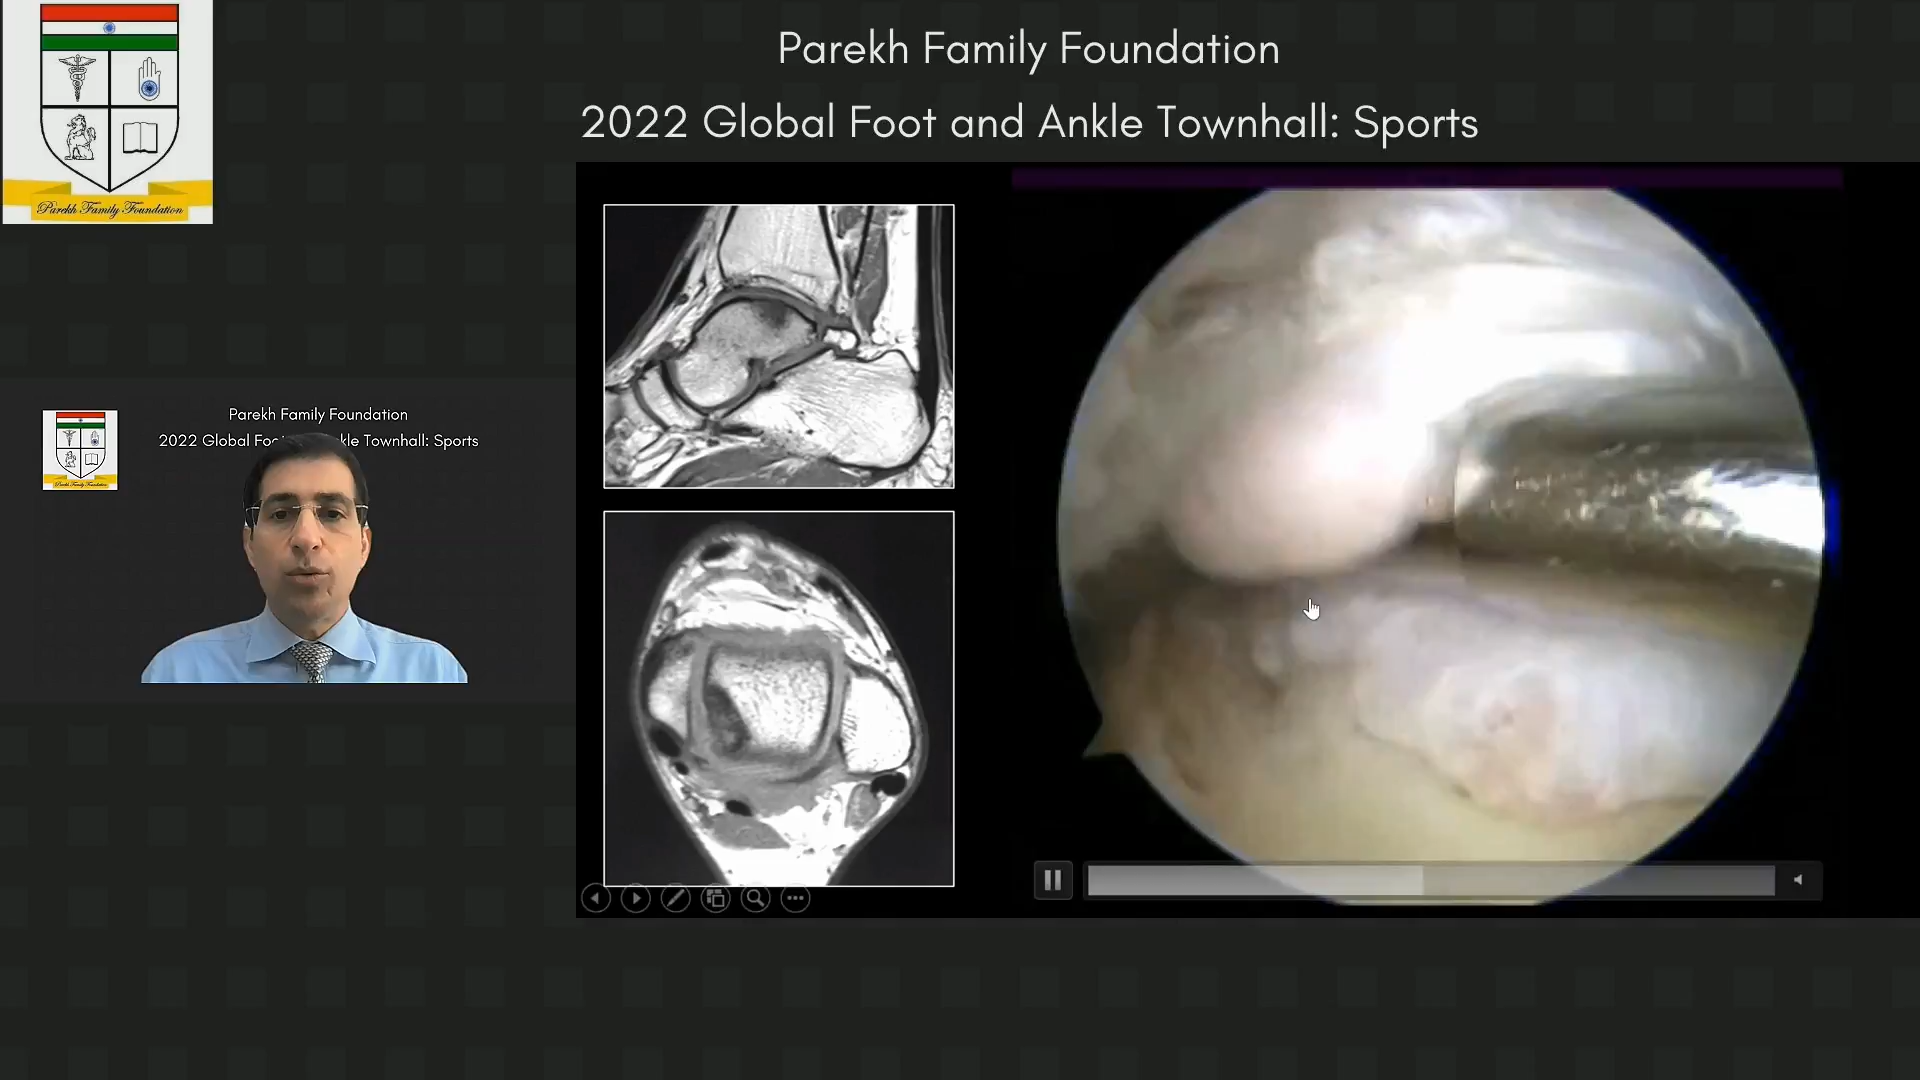 Parekh Family Foundation
2022 Global Foot and Ankle Townhall: Sports
Parekh Family Foundation
Parekh Family Foundation
2022 Global Foo kle Townhall: Sports